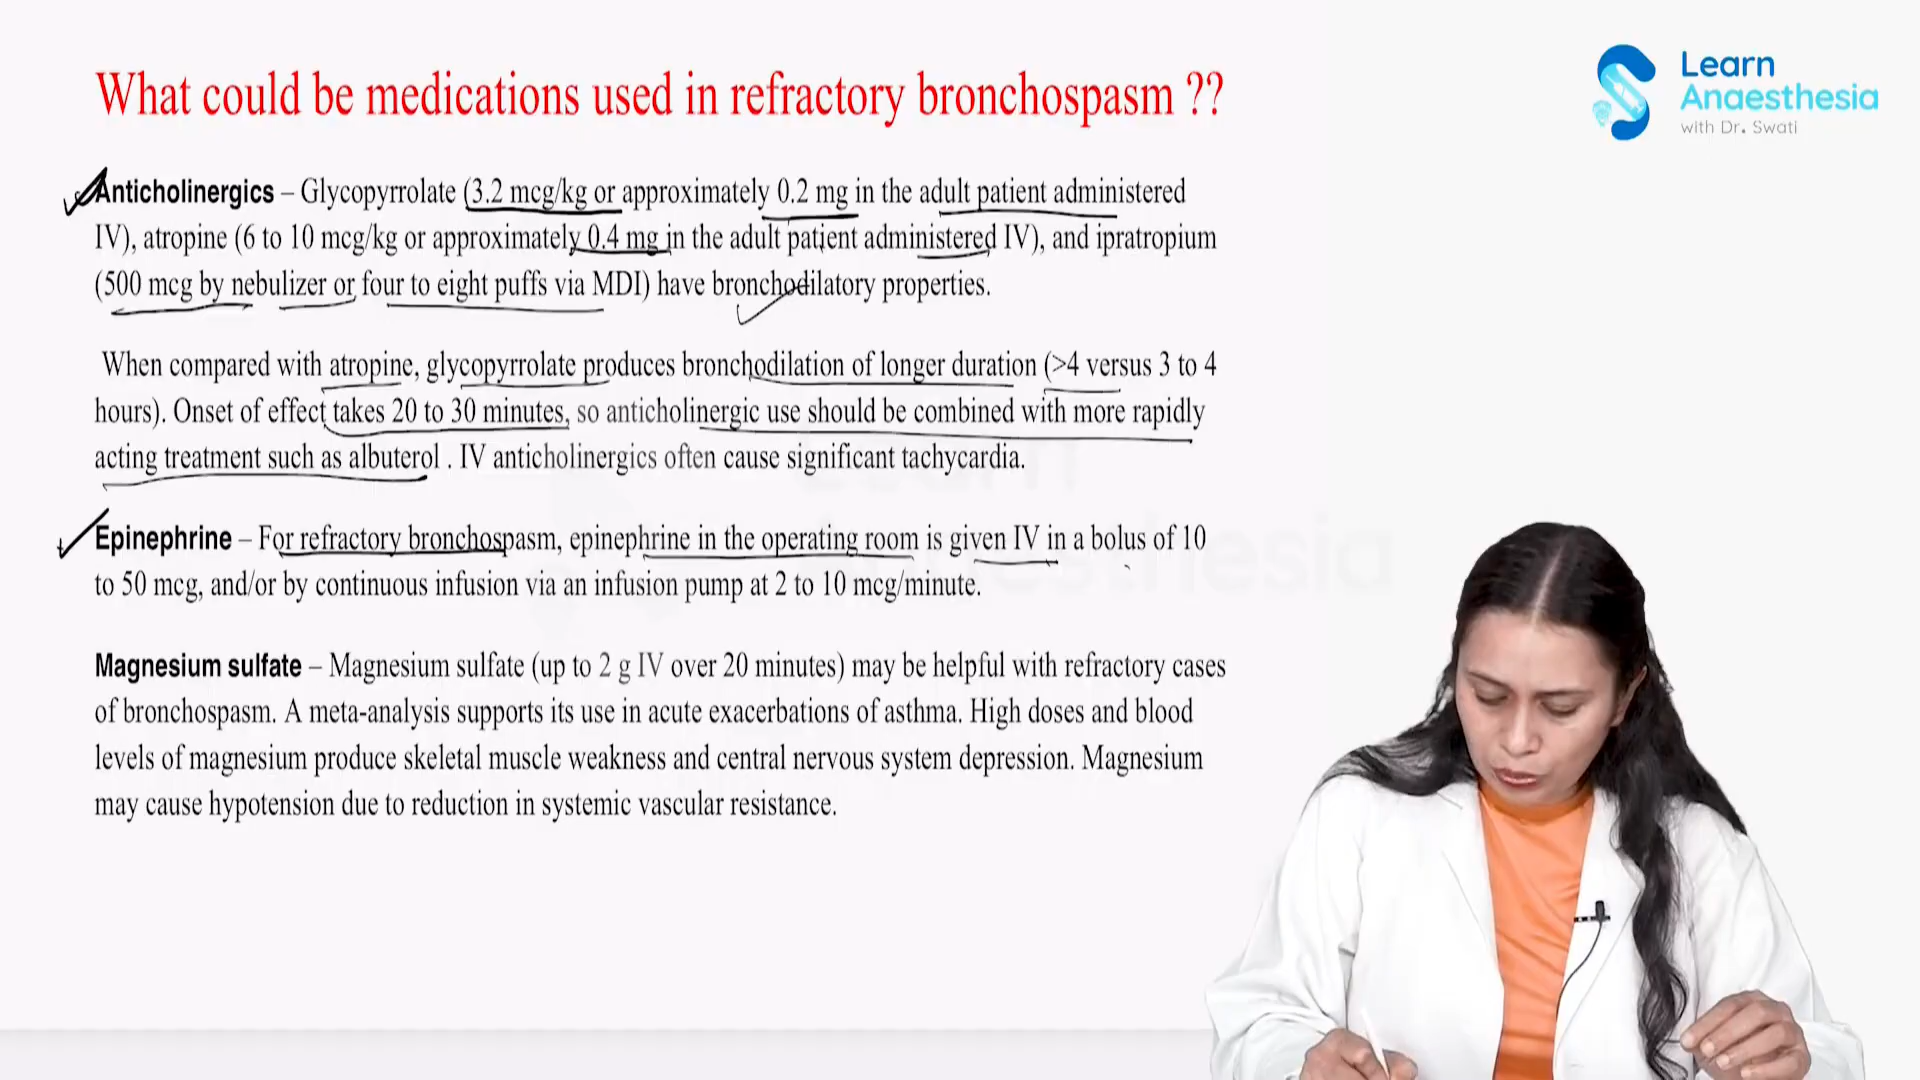 What could be medications used in refractory bronchospasm ??
Learn
Anaesthesia
with Dr. Swati
Anticholinergics – Glycopyrrolate (3.2 mcg/kg or approximately 0.2 mg in the adult patient administered
IV), atropine (6 to 10 mcg/kg or approximately 0.4 mg in the adult patient administered IV), and ipratropium
(500 mcg by nebulizer or four to eight puffs via MDI) have bronchodilatory properties.
When compared with atropine, glycopyrrolate produces bronchodilation of longer duration (>4 versus 3 to 4
hours). Onset of effect takes 20 to 30 minutes, so anticholinergic use should be combined with more rapidly
acting treatment such as albuterol . IV anticholinergics often cause significant tachycardia.
Epinephrine – For refractory bronchospasm, epinephrine in the operating room is given IV in a bolus of 10
to 50 mcg, and/or by continuous infusion via an infusion pump at 2 to 10 mcg/minute.
Magnesium sulfate – Magnesium sulfate (up to 2 g IV over 20 minutes) may be helpful with refractory cases
of bronchospasm. A meta-analysis supports its use in acute exacerbations of asthma. High doses and blood
levels of magnesium produce skeletal muscle weakness and central nervous system depression. Magnesium
may cause hypotension due to reduction in systemic vascular resistance.